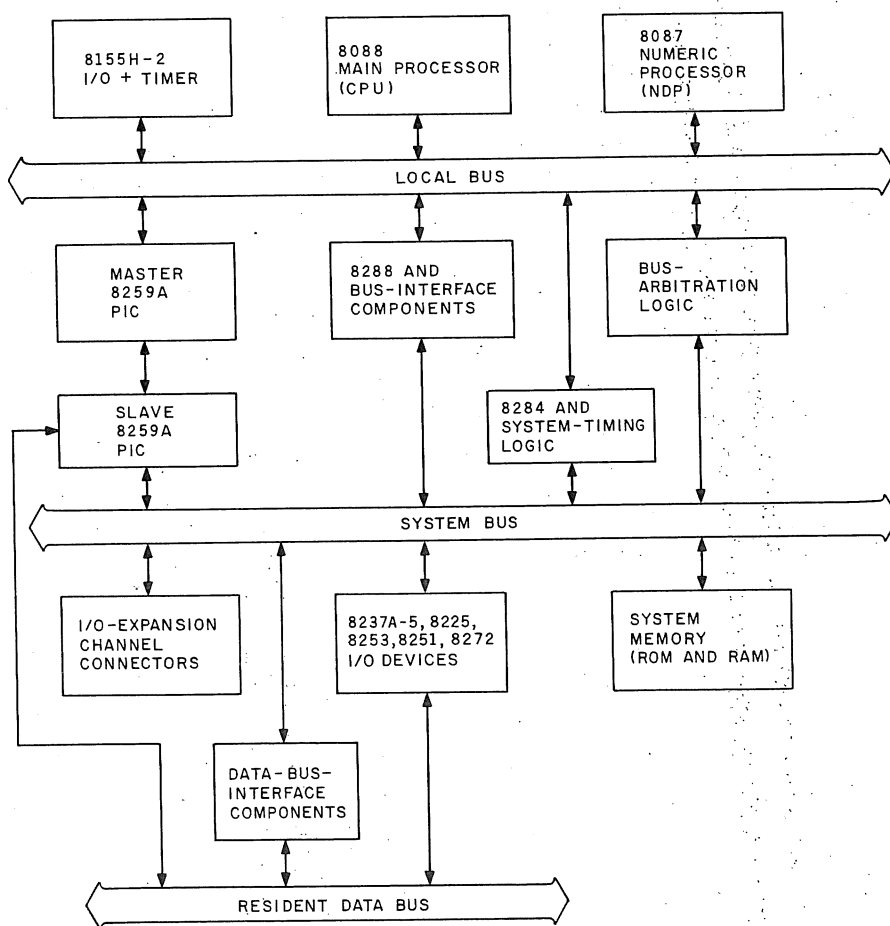 8155H-2
I/O + TIMER
8088
MAIN PROCESSOR
(CPU)
8087
NUMERIC
PROCESSOR
(NDP)
LOCAL BUS
MASTER
8259A
PIC
8288 AND
BUS-INTERFACE
COMPONENTS
BUS-
ARBITRATION
LOGIC
SLAVE
8259A
PIC
8284 AND
SYSTEM-TIMING
LOGIC
SYSTEM BUS
I/O-EXPANSION
CHANNEL
CONNECTORS
8237A-5, 8225,
8253, 8251, 8272
I/O DEVICES
SYSTEM
MEMORY
(ROM AND RAM)
DATA-BUS-
INTERFACE
COMPONENTS
RESIDENT DATA BUS